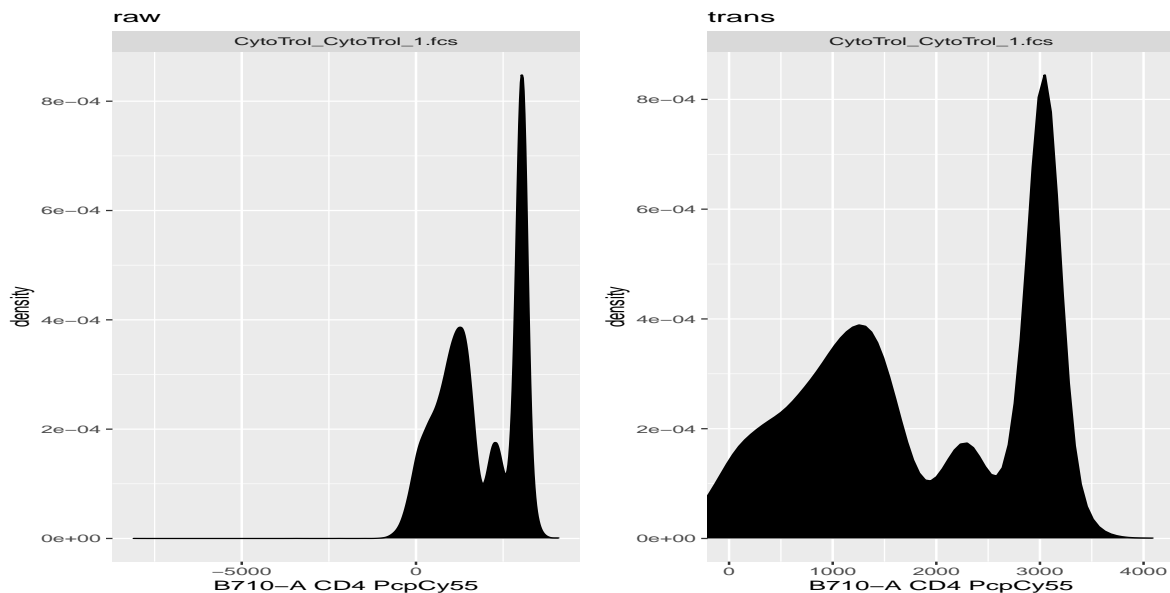 raw
CytoTrol_CytoTrol_1.fcs
8e−04
6e−04
4e−04
2e−04
0e+00
density
−5000
0
B710−A CD4 PcpCy55
trans
CytoTrol_CytoTrol_1.fcs
8e−04
6e−04
4e−04
2e−04
0e+00
density
0
1000
2000
3000
4000
B710−A CD4 PcpCy55